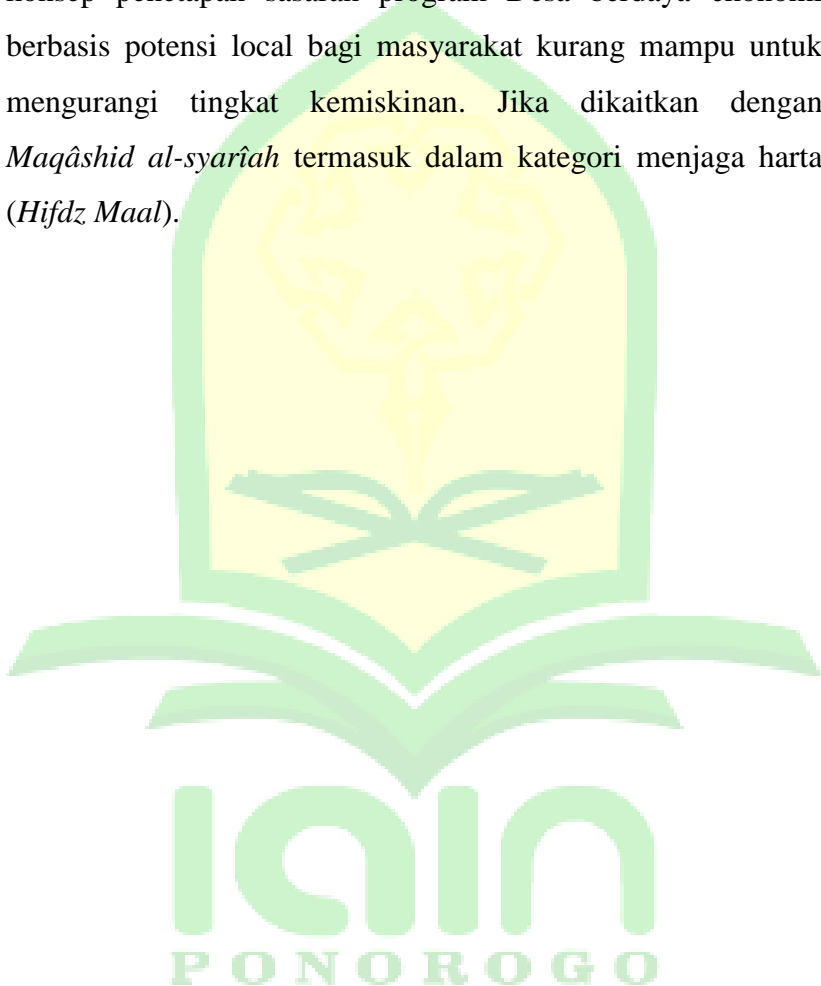 konsep penetapan sasaran program Desa berdaya ekonomi
berbasis potensi local bagi masyarakat kurang mampu untuk
mengurangi tingkat kemiskinan. Jika dikaitkan dengan
Maqâshid al-syarîah termasuk dalam kategori menjaga harta
(Hifdz Maal).
IAIN
PONOROGO